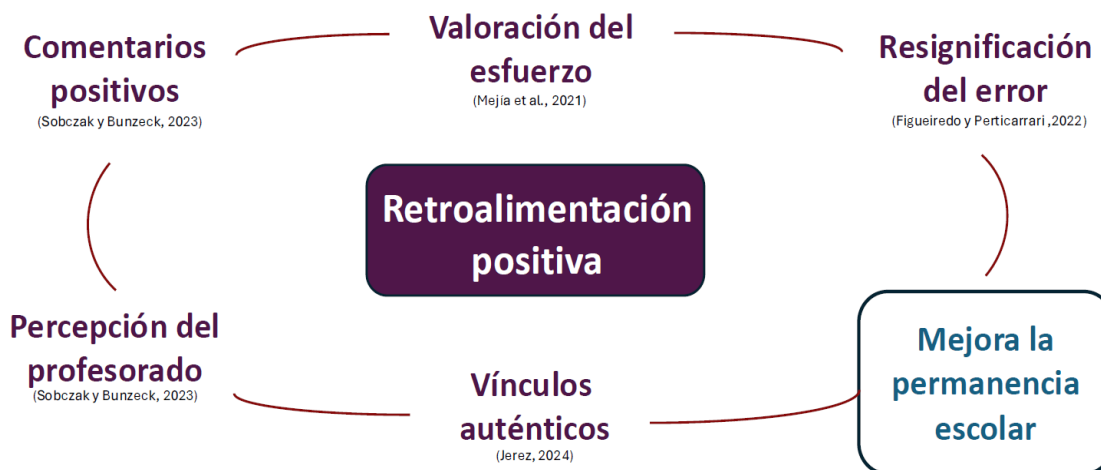 Comentarios
positivos
(Sobczak y Bunzeck, 2023)
Valoración del
esfuerzo
(Mejía et al., 2021)
Resignificación
del error
(Figueiredo y Perticarrari ,2022)
Retroalimentación
positiva
Percepción del
profesorado
(Sobczak y Bunzeck, 2023)
Vínculos
auténticos
(Jerez, 2024)
Mejora la
permanencia
escolar